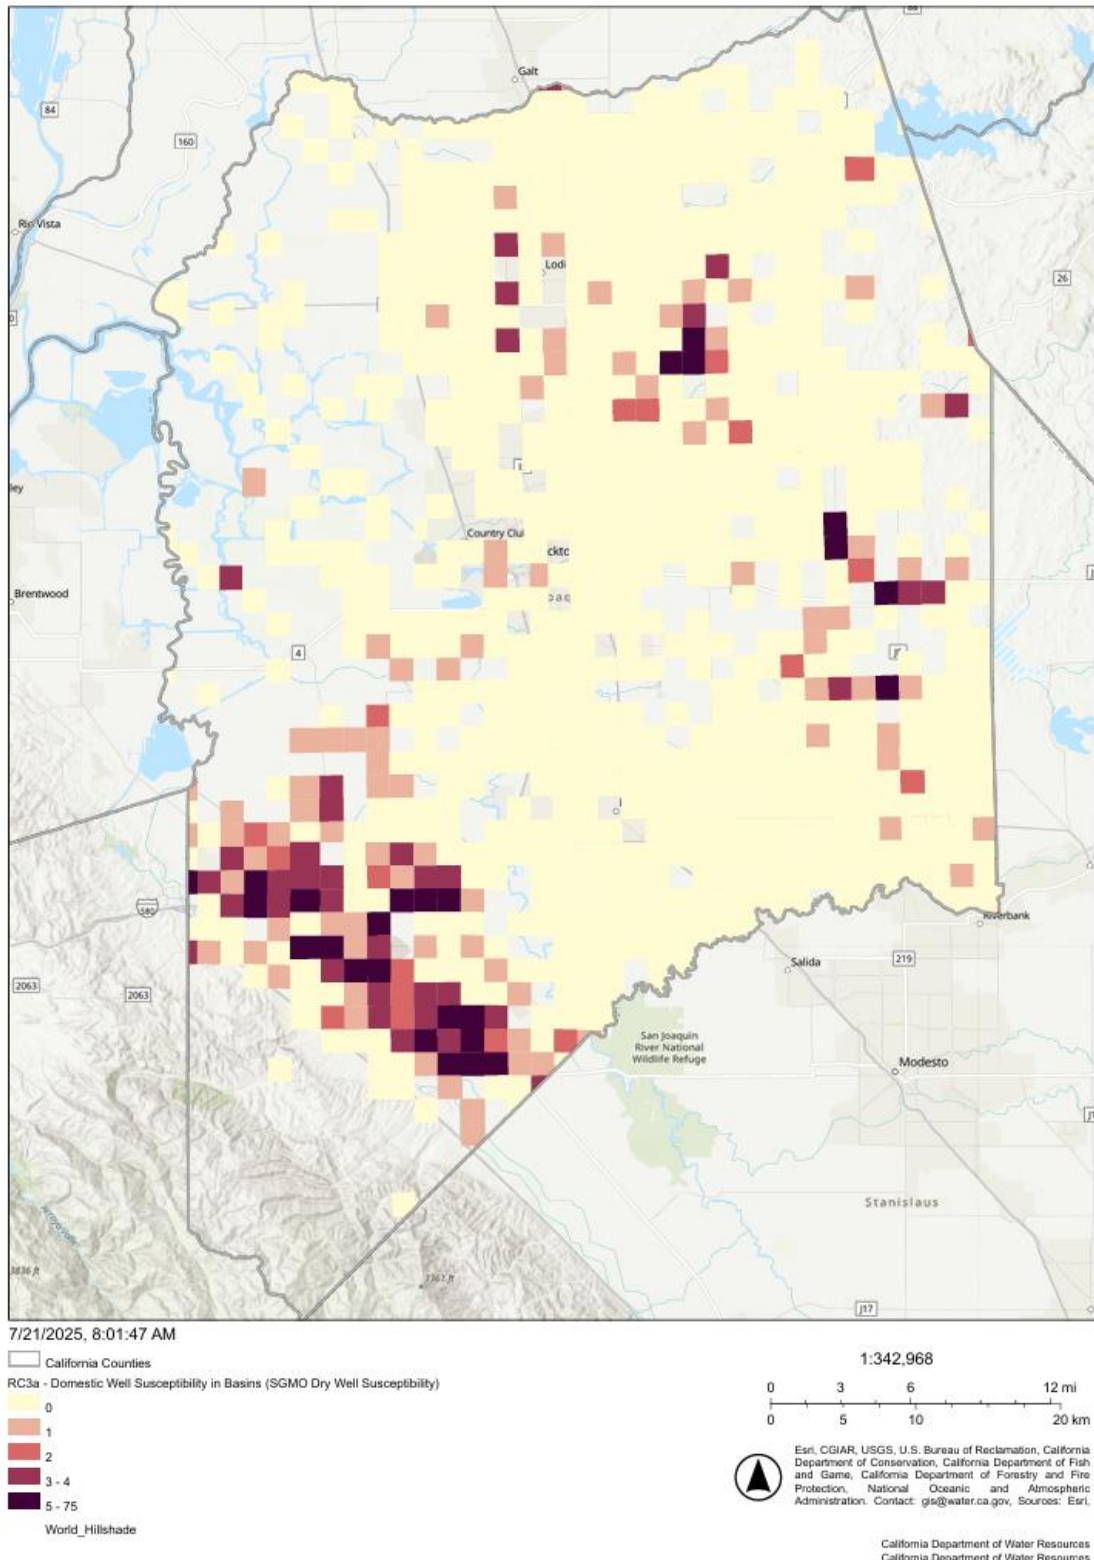 88
Galt
84
160
Rio Vista
26
Lodi
ley
Country Clu
ckto
Brentwood
4
580
Riverbank
Salida
219
2063
2063
San Joaquin
River National
Wildlife Refuge
Modesto
Stanislaus
3836 ft
J17
7/21/2025, 8:01:47 AM
California Counties
RC3a - Domestic Well Susceptibility in Basins (SGMO Dry Well Susceptibility)
0
1
2
3 - 4
5 - 75
World_Hillshade
1:342,968
0 3 6 12 mi
0 5 10 20 km
Esri, CGIAR, USGS, U.S. Bureau of Reclamation, California
Department of Conservation, California Department of Fish
and Game, California Department of Forestry and Fire
Protection, National Oceanic and Atmospheric
Administration. Contact: gis@water.ca.gov, Sources: Esri,
California Department of Water Resources
California Department of Water Resources